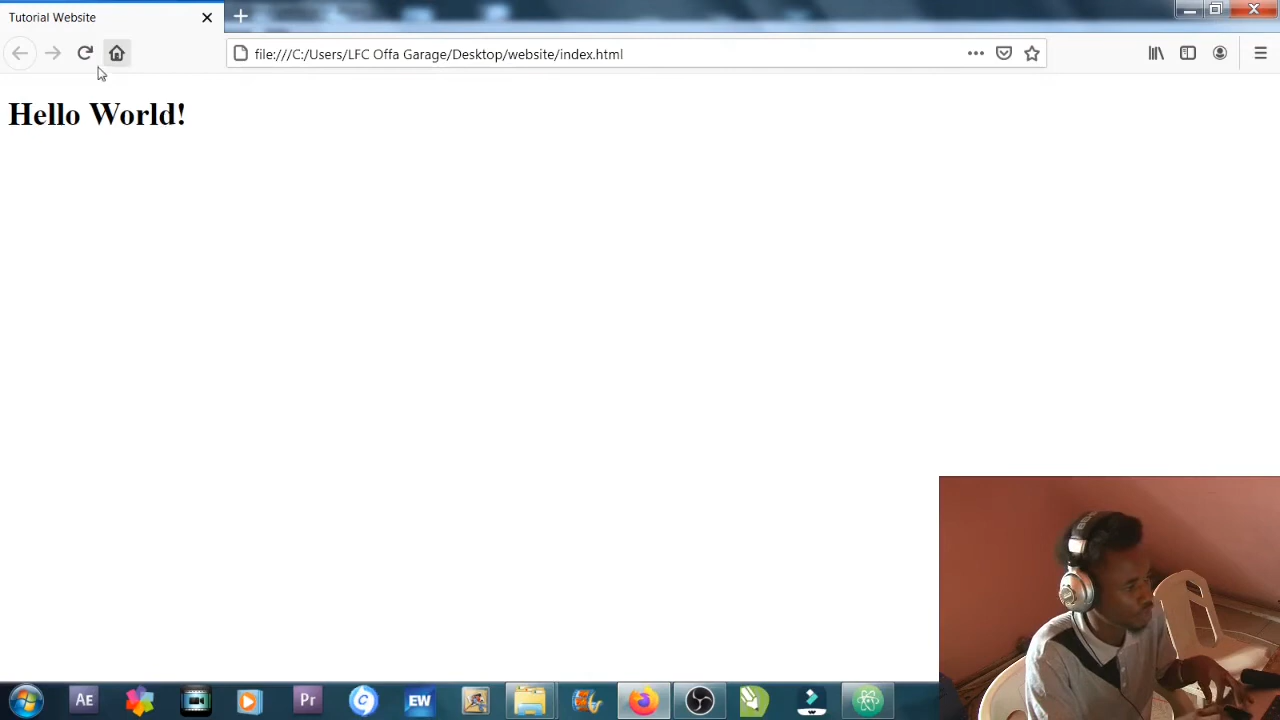 Tutorial Website
file:///C:/Users/LFC Offa Garage/Desktop/website/index.html
Hello World!
Ae
Pr
EW